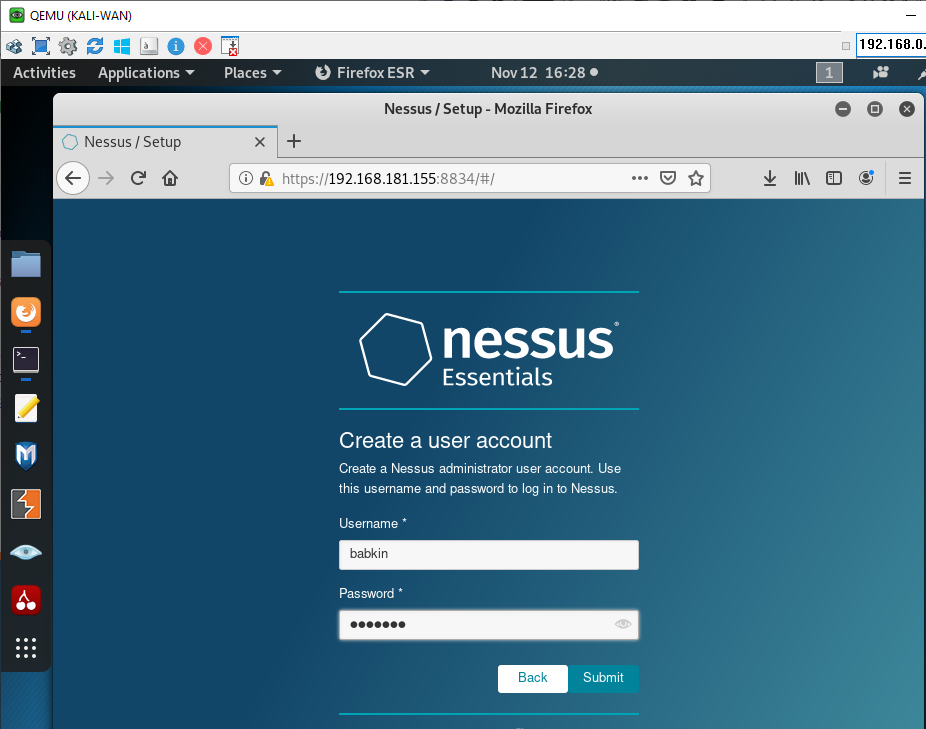 QEMU (KALI-WAN)
192.168.0.
Activities Applications Places Firefox ESR Nov 12 16:28 1
Nessus / Setup - Mozilla Firefox
Nessus / Setup
https://192.168.181.155:8834/#/
nessus®
Essentials
Create a user account
Create a Nessus administrator user account. Use
this username and password to log in to Nessus.
Username *
babkin
Password *
•••••••
Back Submit